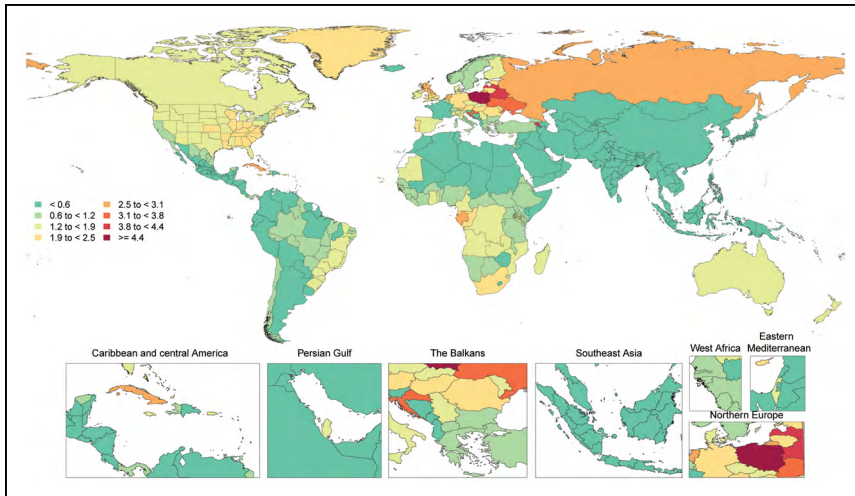 < 0.6
0.6 to < 1.2
1.2 to < 1.9
1.9 to < 2.5
2.5 to < 3.1
3.1 to < 3.8
3.8 to < 4.4
>= 4.4
Caribbean and central America
Persian Gulf
The Balkans
Southeast Asia
West Africa
Eastern
Mediterranean
Northern Europe